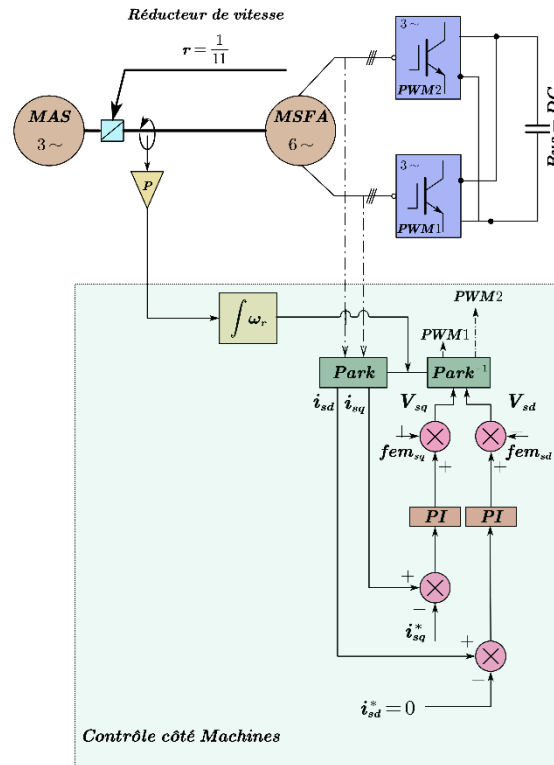 Réducteur de vitesse
r = 1/11
3∼
PWM2
MAS
3∼
MSFA
6∼
Bus − DC
P
3∼
PWM1
PWM2
∫ ω_r
PWM1
Park
Park⁻¹
i_sd i_sq
V_sq V_sd
+ −
fem_sq fem_sd
+ +
PI PI
+
−
i*_sq
+
−
i*_sd = 0
Contrôle côté Machines